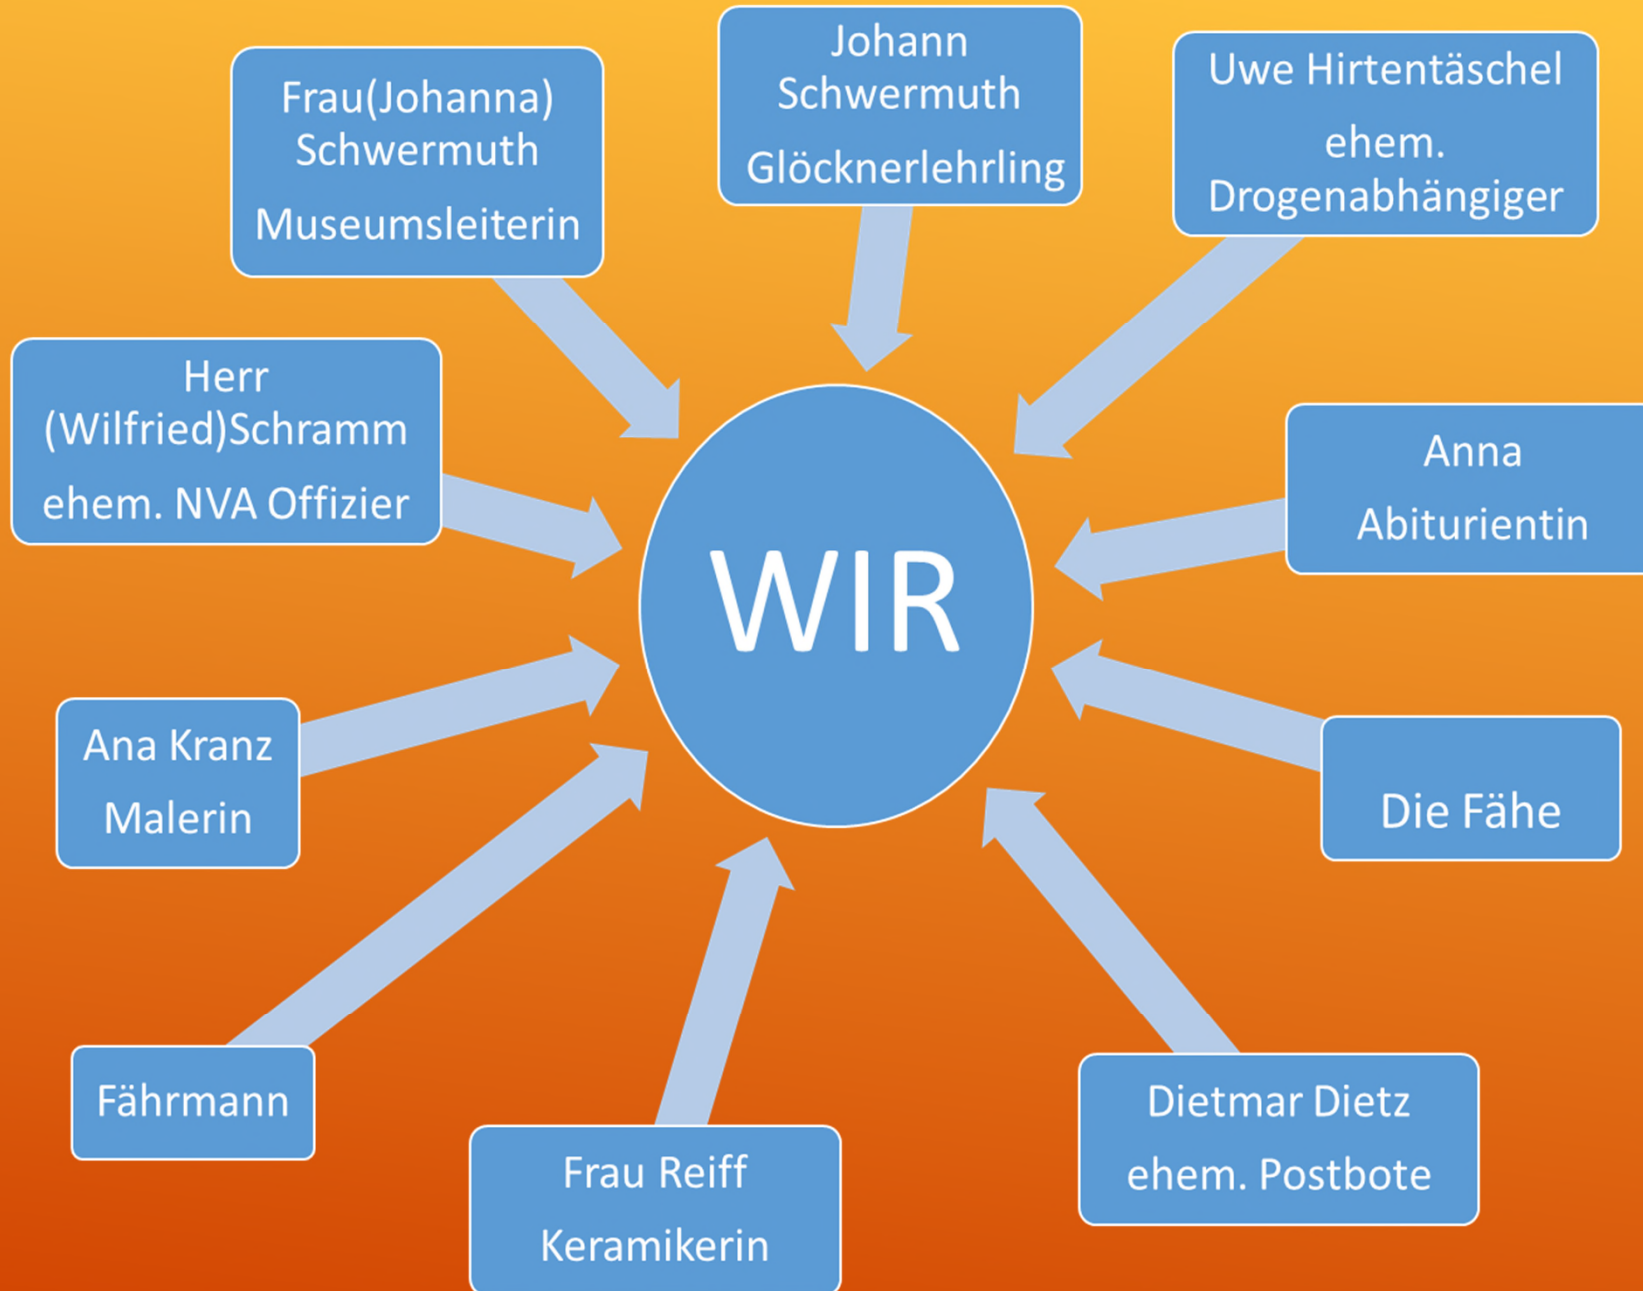 Frau(Johanna)
Schwermuth
Museumsleiterin
Johann
Schwermuth
Glöcknerlehrling
Uwe Hirtentäschel
ehem.
Drogenabhängiger
Herr
(Wilfried)Schramm
ehem. NVA Offizier
Anna
Abiturientin
WIR
Ana Kranz
Malerin
Die Fähe
Fährmann
Frau Reiff
Keramikerin
Dietmar Dietz
ehem. Postbote